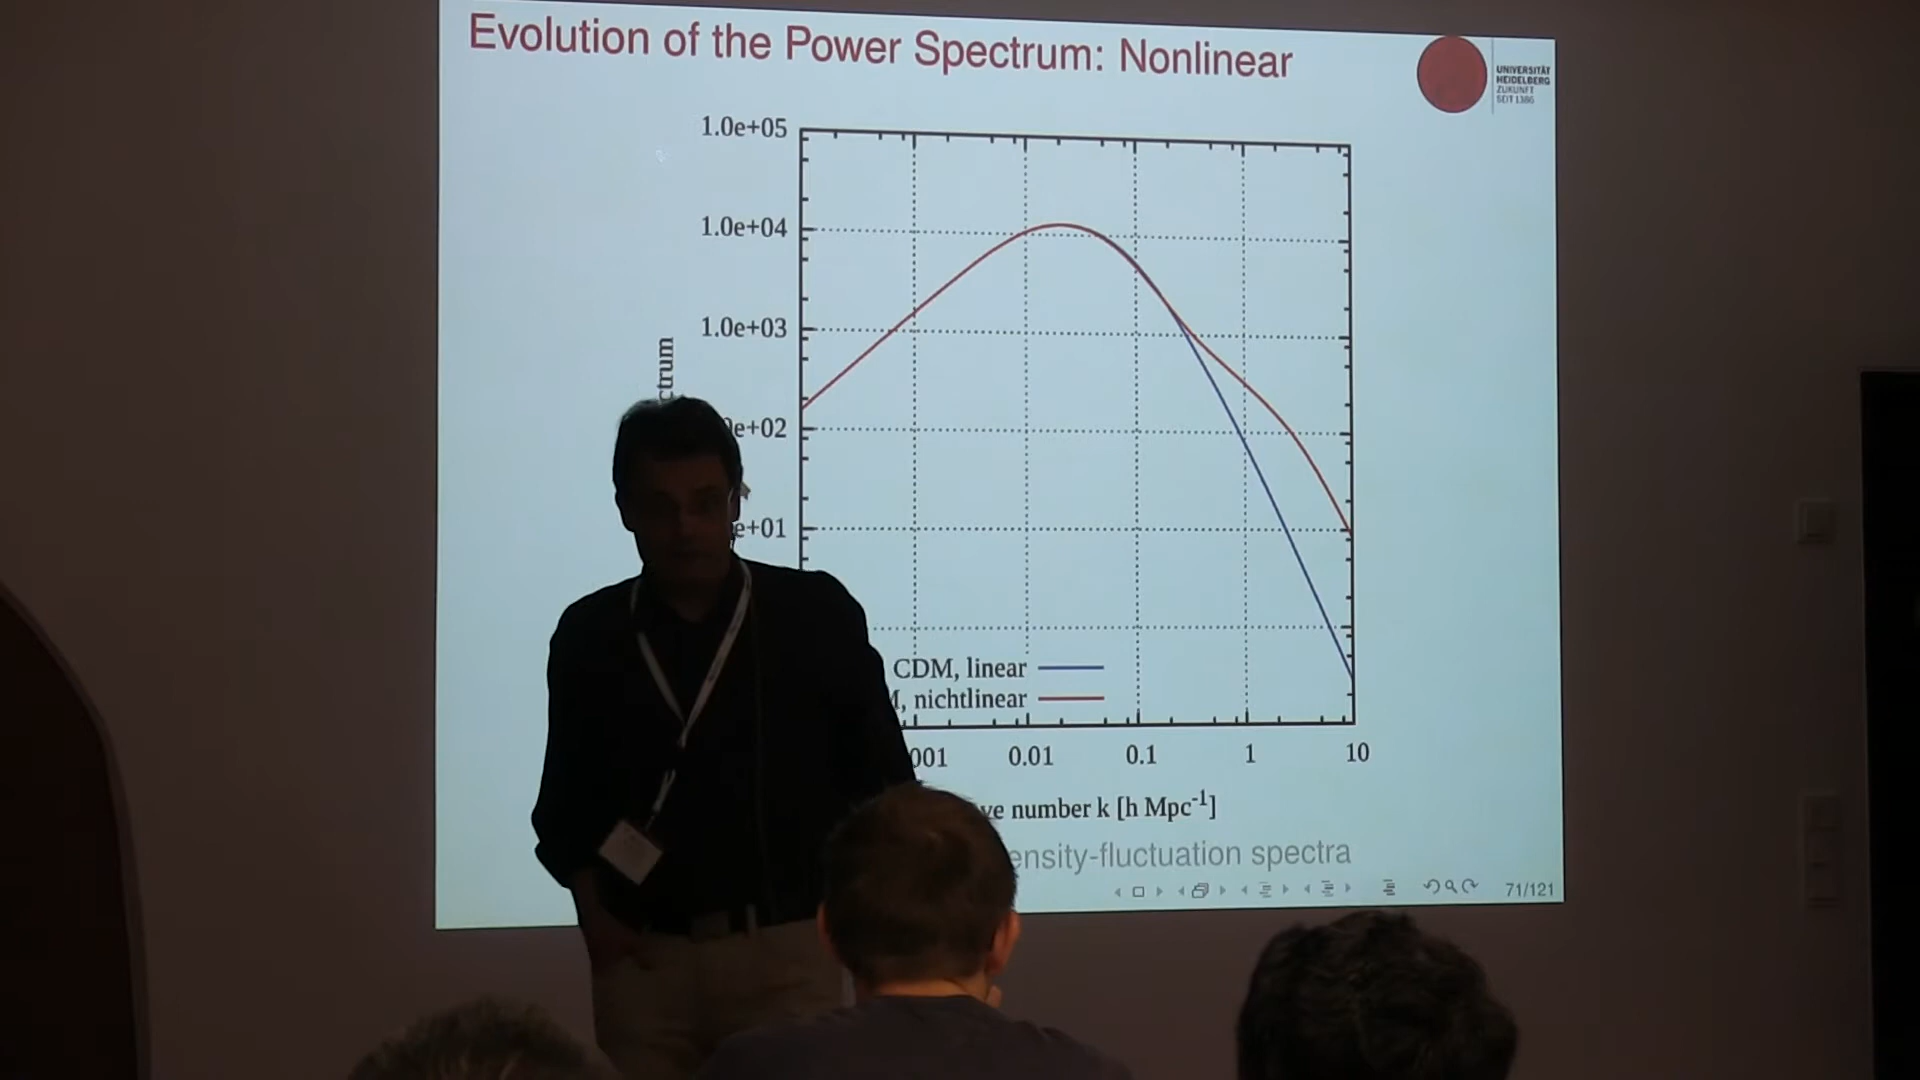 Evolution of the Power Spectrum: Nonlinear
UNIVERSITÄT
HEIDELBERG
ZUKUNFT
SEIT 1386
1.0e+05
1.0e+04
1.0e+03
e+02
e+01
ctrum
CDM, linear
, nichtlinear
001
0.01
0.1
1
10
ve number k [h Mpc⁻¹]
ensity-fluctuation spectra
71/121